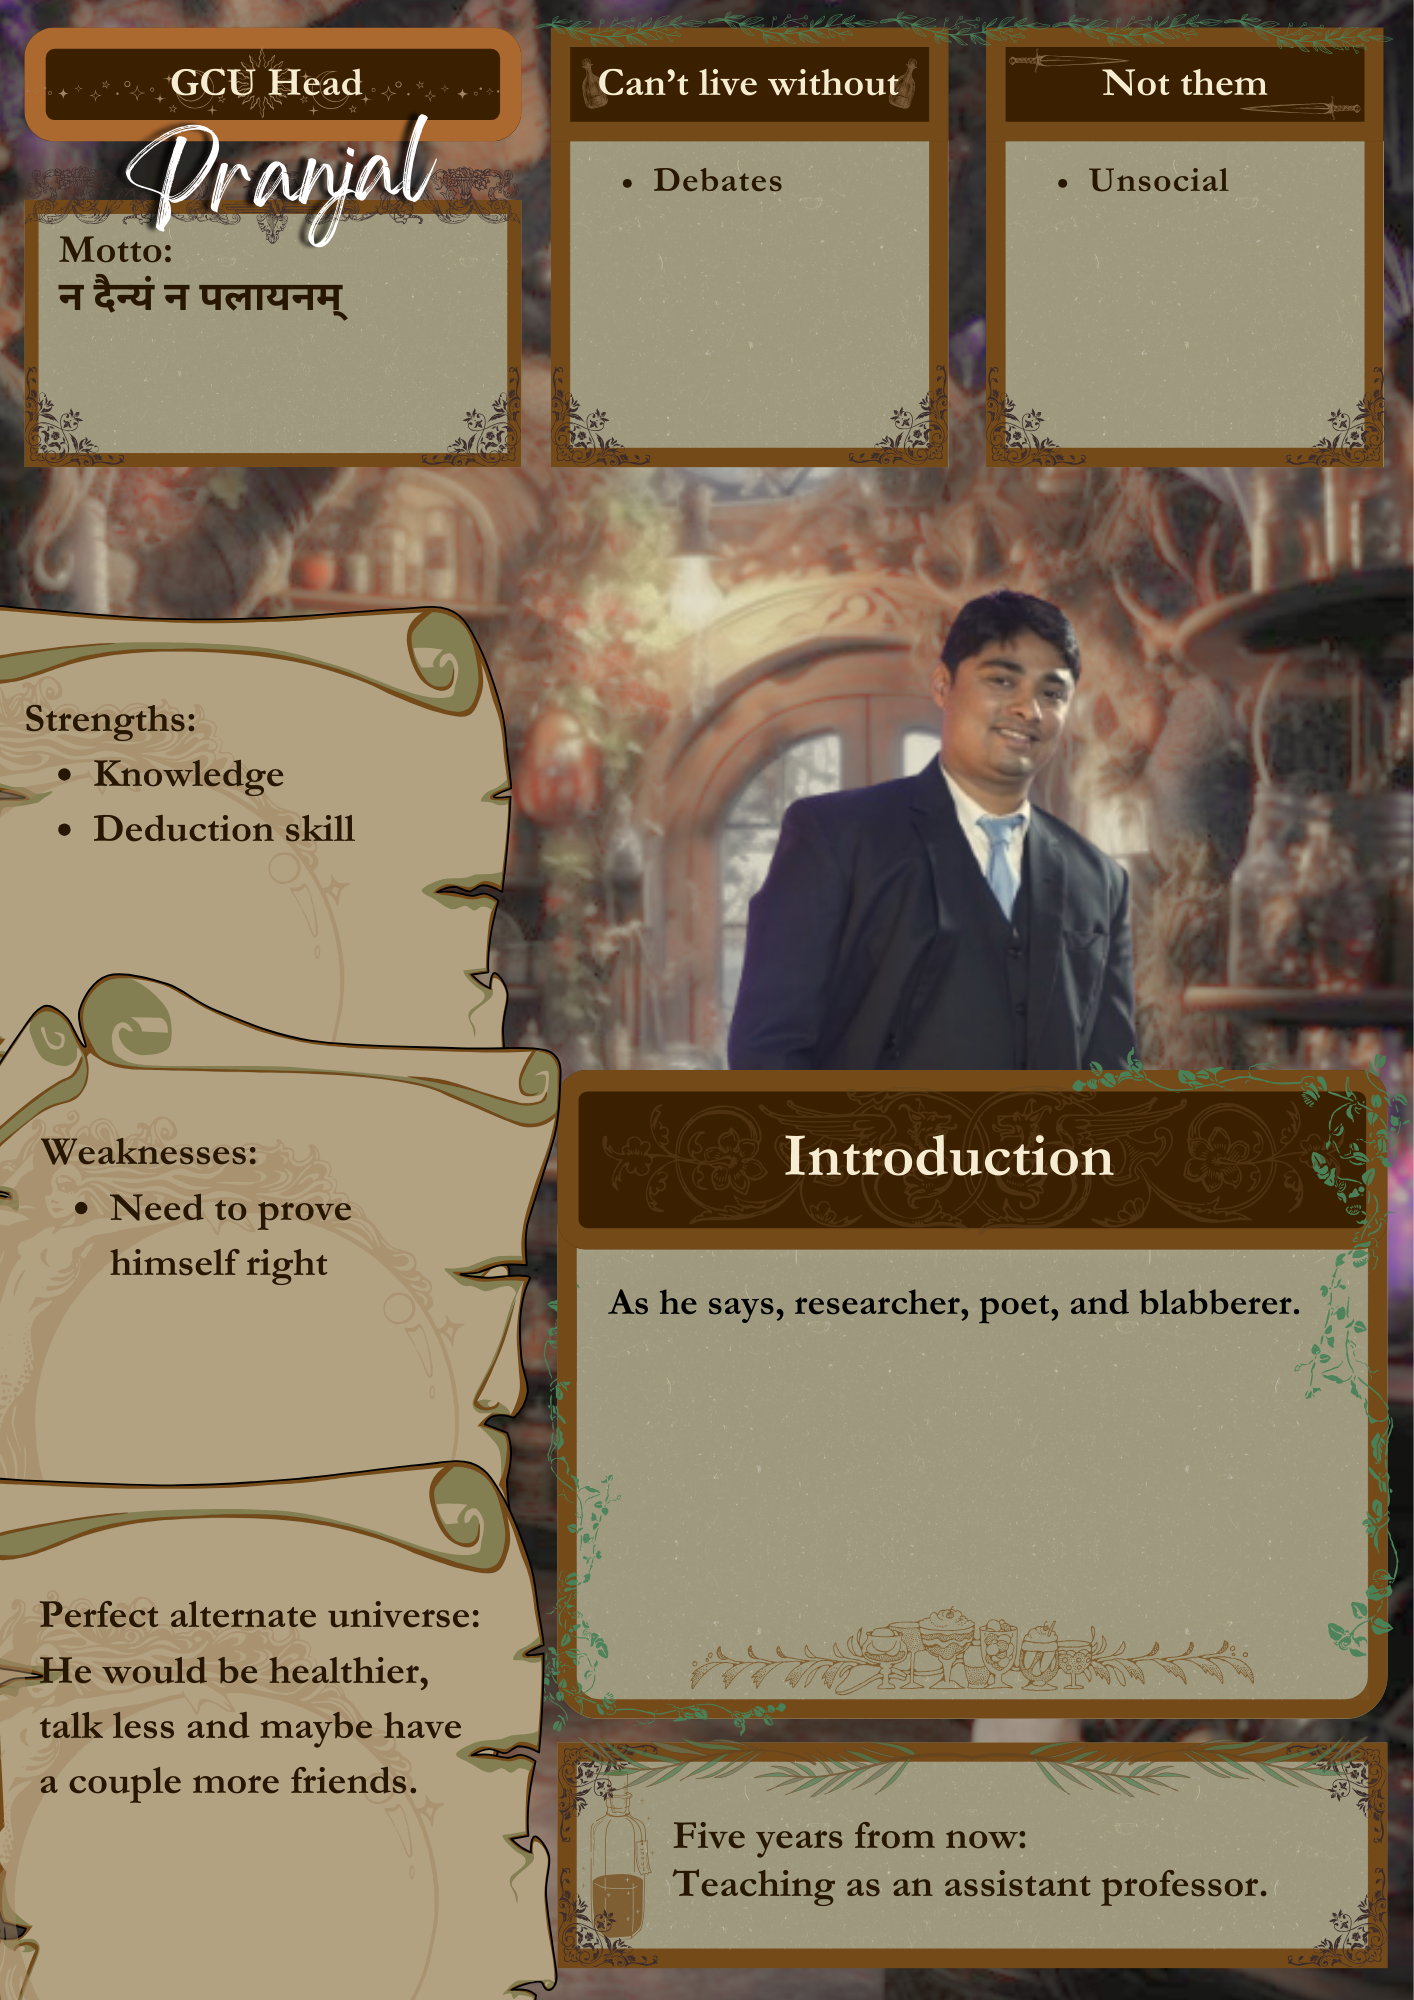 GCU Head
Pranjal
Motto:
न दैन्यं न पलायनम्
Can’t live without
• Debates
Not them
• Unsocial
Strengths:
• Knowledge
• Deduction skill
Weaknesses:
• Need to prove
himself right
Perfect alternate universe:
He would be healthier,
talk less and maybe have
a couple more friends.
Introduction
As he says, researcher, poet, and blabberer.
Five years from now:
Teaching as an assistant professor.